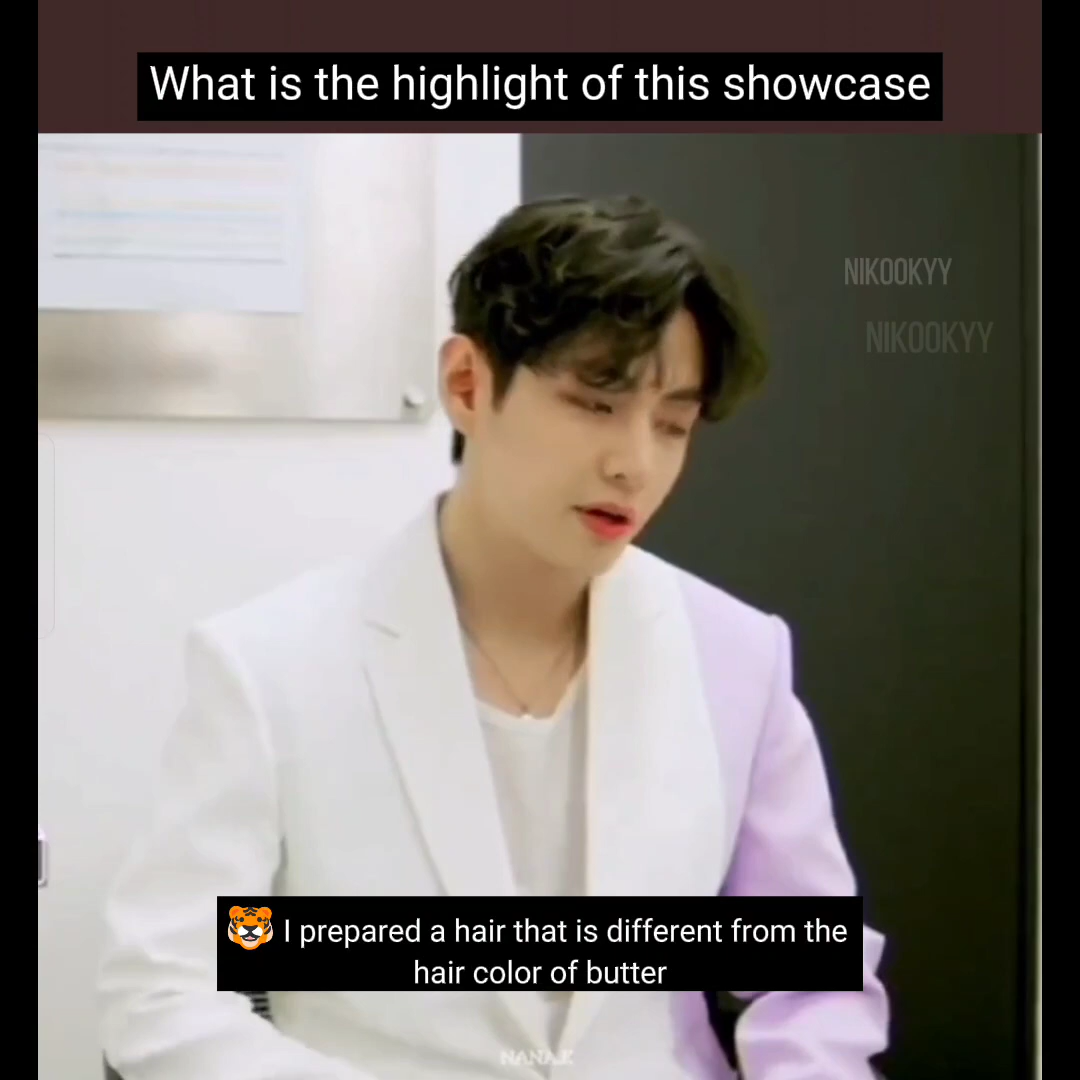 What is the highlight of this showcase
NIKOOKYY
NIKOOKYY
🐯 I prepared a hair that is different from the
hair color of butter
NANA.K